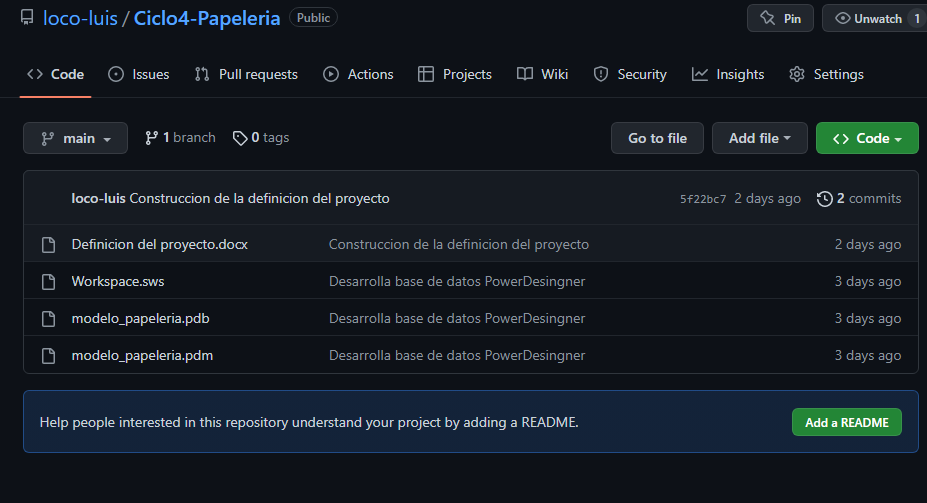 loco-luis / Ciclo4-Papeleria Public Pin Unwatch 1
Code Issues Pull requests Actions Projects Wiki Security Insights Settings
main 1 branch 0 tags Go to file Add file Code
loco-luis Construccion de la definicion del proyecto 5f22bc7 2 days ago 2 commits
Definicion del proyecto.docx Construccion de la definicion del proyecto 2 days ago
Workspace.sws Desarrolla base de datos PowerDesingner 3 days ago
modelo_papeleria.pdb Desarrolla base de datos PowerDesingner 3 days ago
modelo_papeleria.pdm Desarrolla base de datos PowerDesingner 3 days ago
Help people interested in this repository understand your project by adding a README. Add a README